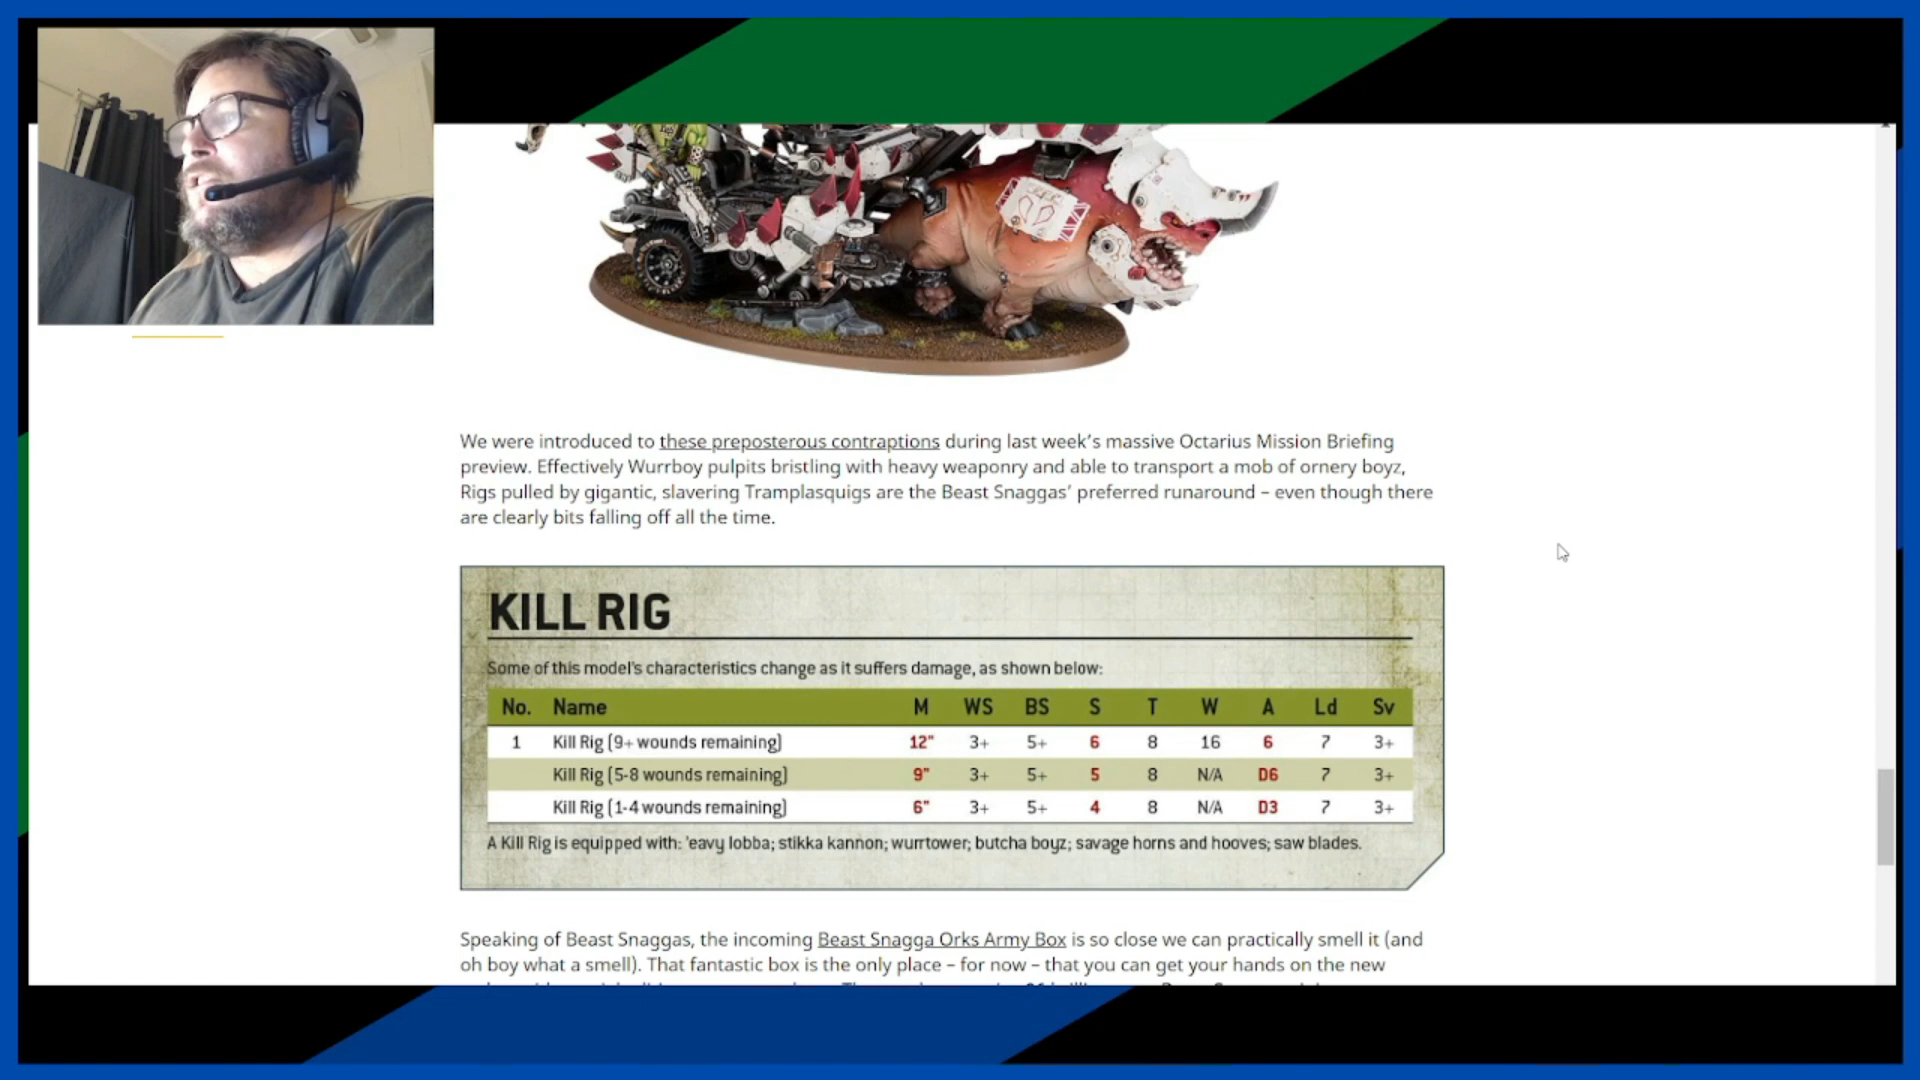 We were introduced to these preposterous contraptions during last week's massive Octarius Mission Briefing
preview. Effectively Wurrboy pulpits bristling with heavy weaponry and able to transport a mob of ornery boyz,
Rigs pulled by gigantic, slavering Tramplasquigs are the Beast Snaggas' preferred runaround – even though there
are clearly bits falling off all the time.
KILL RIG
Some of this model's characteristics change as it suffers damage, as shown below:
No. Name M WS BS S T W A Ld Sv
1 Kill Rig (9+ wounds remaining) 12" 3+ 5+ 6 8 16 6 7 3+
Kill Rig (5-8 wounds remaining) 9" 3+ 5+ 5 8 N/A D6 7 3+
Kill Rig (1-4 wounds remaining) 6" 3+ 5+ 4 8 N/A D3 7 3+
A Kill Rig is equipped with: 'eavy lobba; stikka kannon; wurrtower; butcha boyz; savage horns and hooves; saw blades.
Speaking of Beast Snaggas, the incoming Beast Snagga Orks Army Box is so close we can practically smell it (and
oh boy what a smell). That fantastic box is the only place – for now – that you can get your hands on the new